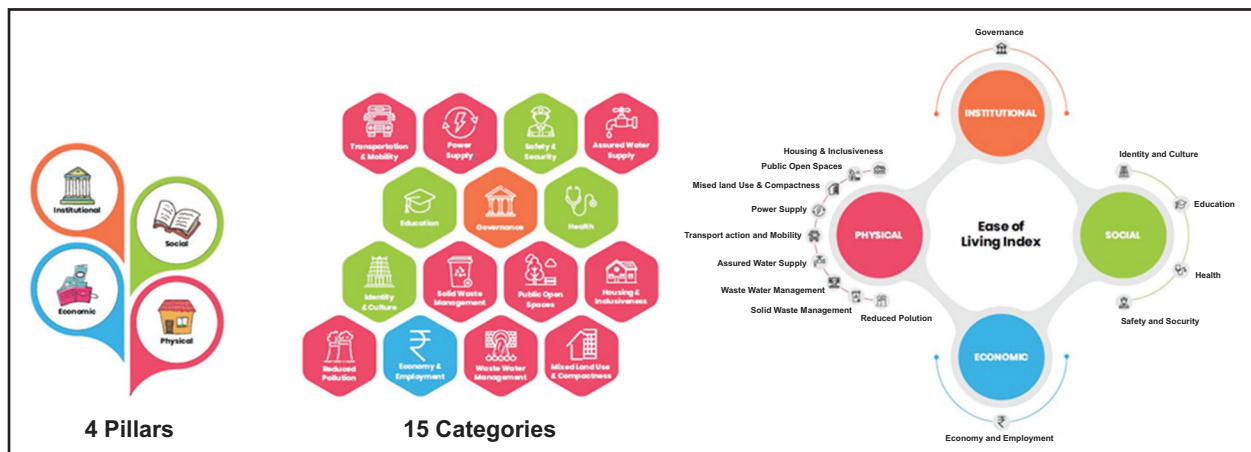 Institutional
Social
Economic
Physical
4 Pillars
Transportation
& Mobility
Power
Supply
Safety &
Security
Assured Water
Supply
Education
Governance
Health
Identity
& Culture
Solid Waste
Management
Public Open
Spaces
Housing &
Inclusiveness
Reduced
Pollution
Economy &
Employment
Waste Water
Management
Mixed Land Use
& Compactness
15 Categories
Governance
INSTITUTIONAL
Housing & Inclusiveness
Public Open Spaces
Mised land Use & Compactness
Power Supply
Transport action and Mobility
Assured Water Supply
Waste Water Management
Solid Waste Management
Reduced Polution
PHYSICAL
Ease of
Living Index
SOCIAL
Identity and Culture
Education
Health
Safety and Socurity
ECONOMIC
Economy and Employment